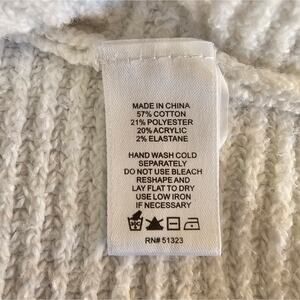 MADE IN CHINA
57% COTTON
21% POLYESTER
20% ACRYLIC
2% ELASTANE
HAND WASH COLD
SEPARATELY
DO NOT USE BLEACH
RESHAPE AND
LAY FLAT TO DRY
USE LOW IRON
IF NECESSARY
RN# 51323